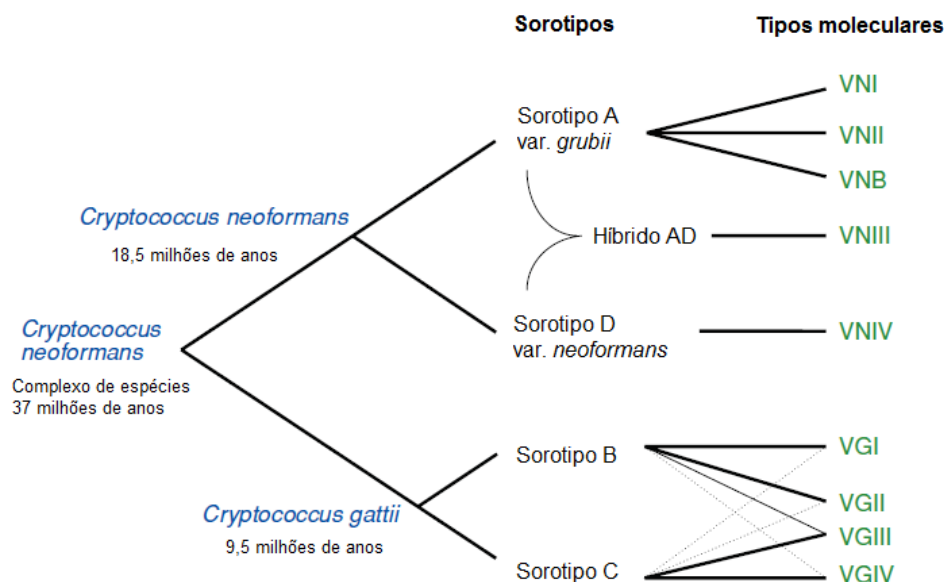 Sorotipos
Tipos moleculares
VNI
Sorotipo A
var. grubii
VNII
VNB
Cryptococcus neoformans
18,5 milhões de anos
Híbrido AD
VNIII
Cryptococcus
neoformans
Complexo de espécies
37 milhões de anos
Sorotipo D
var. neoformans
VNIV
Sorotipo B
VGI
VGII
Cryptococcus gattii
9,5 milhões de anos
VGIII
Sorotipo C
VGIV